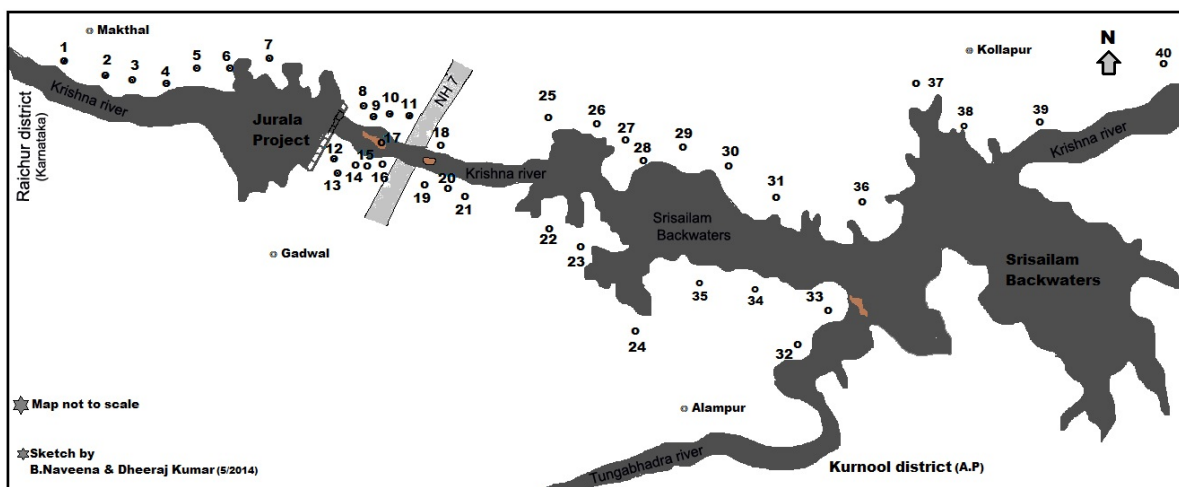 Makthal
1
2
3
4
5
6
7
Krishna river
Raichur district
(Karnataka)
Jurala
Project
8
9
10
11
NH 7
12
13
14
15
16
17
18
19
20
21
Krishna river
Gadwal
25
26
27
28
29
30
31
22
23
24
Srisailam
Backwaters
35
34
33
32
36
37
38
39
40
Kollapur
N
Krishna river
Srisailam
Backwaters
Alampur
Tungabhadra river
Kurnool district (A.P)
Map not to scale
Sketch by
B.Naveena & Dheeraj Kumar (5/2014)